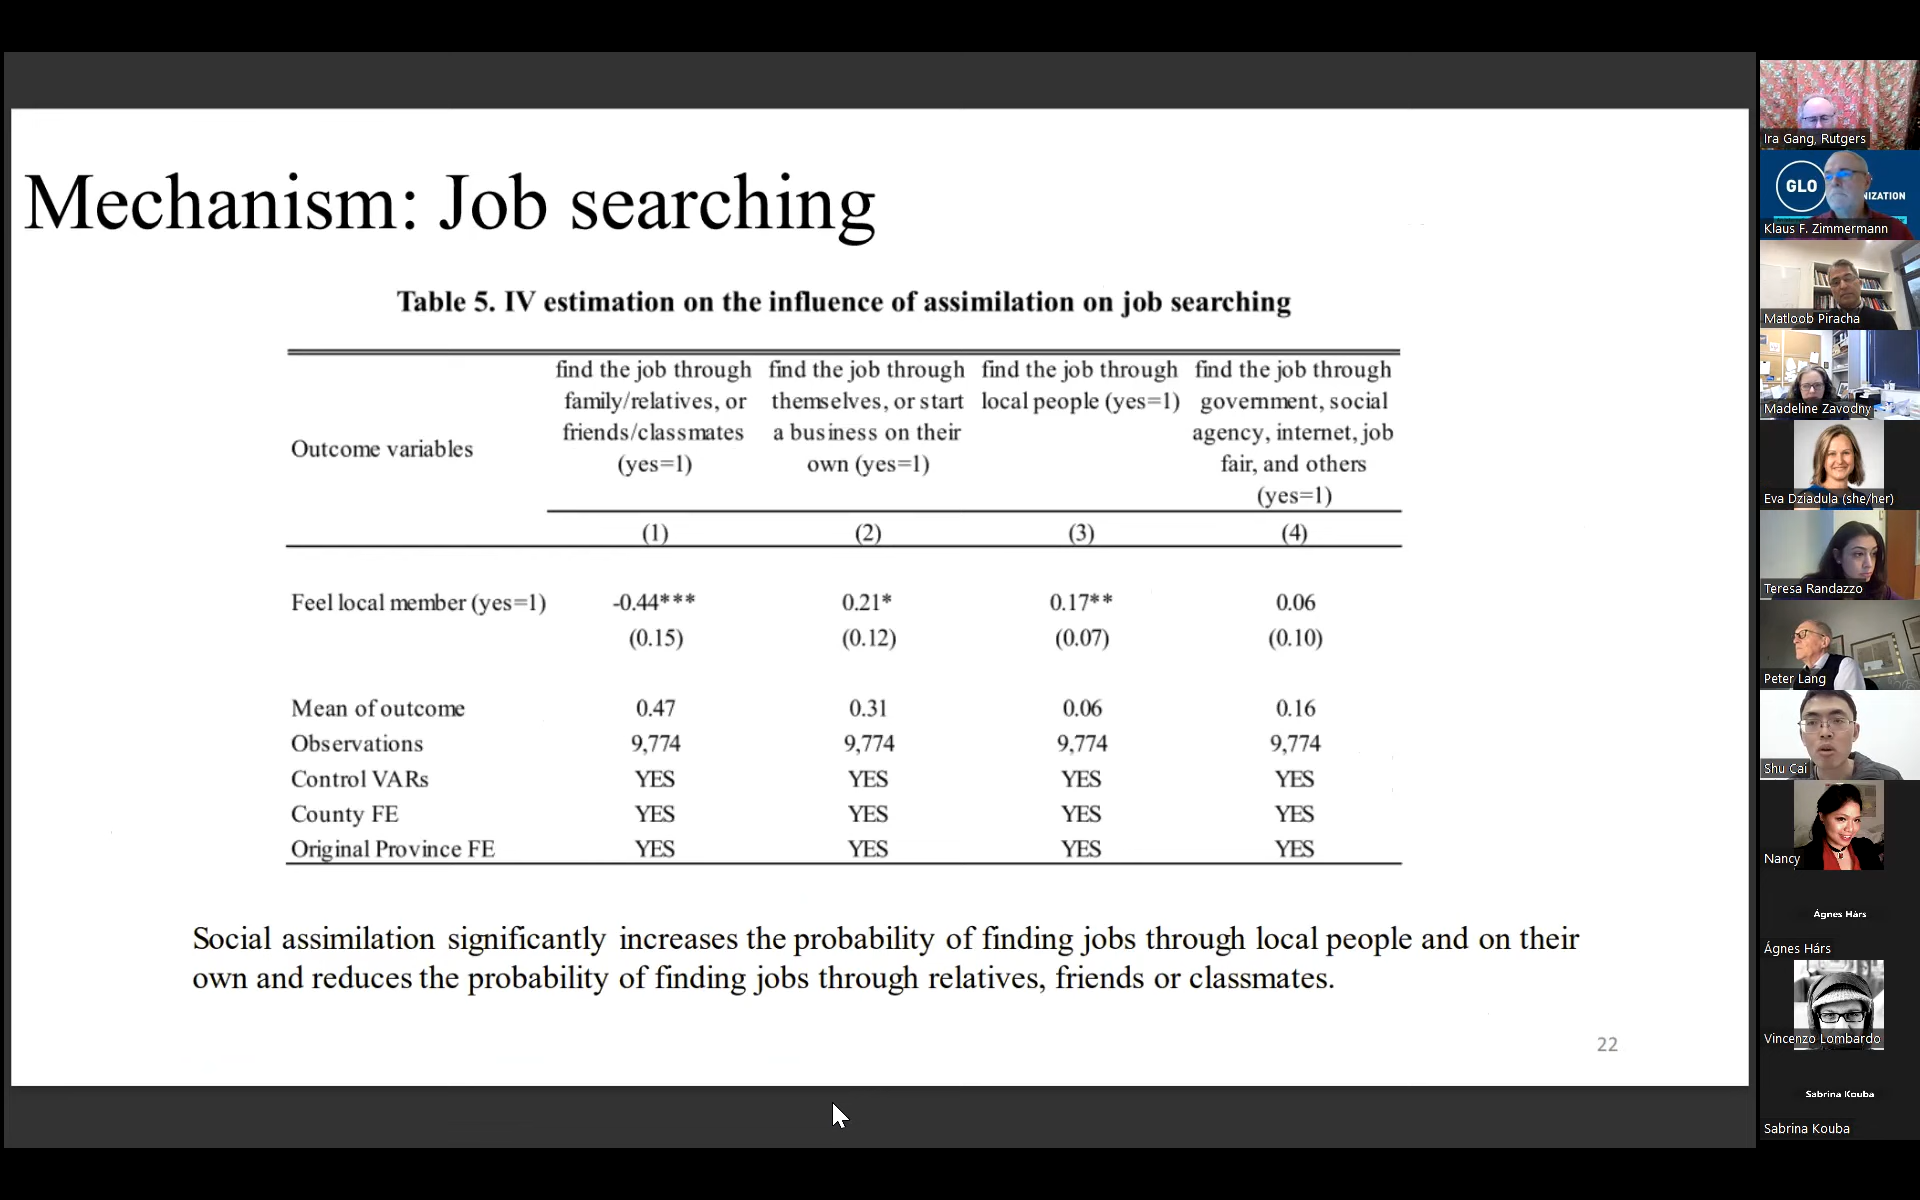 Mechanism: Job searching
Table 5. IV estimation on the influence of assimilation on job searching
Outcome variables
find the job through family/relatives, or friends/classmates (yes=1)
find the job through themselves, or start a business on their own (yes=1)
find the job through local people (yes=1)
find the job through government, social agency, internet, job fair, and others (yes=1)
(1) (2) (3) (4)
Feel local member (yes=1) -0.44*** 0.21* 0.17** 0.06
(0.15) (0.12) (0.07) (0.10)
Mean of outcome 0.47 0.31 0.06 0.16
Observations 9,774 9,774 9,774 9,774
Control VARs YES YES YES YES
County FE YES YES YES YES
Original Province FE YES YES YES YES
Social assimilation significantly increases the probability of finding jobs through local people and on their
own and reduces the probability of finding jobs through relatives, friends or classmates.
22
Ira Gang, Rutgers
GLO
IZATION
Klaus F. Zimmermann
Matloob Piracha
Madeline Zavodny
Eva Dziadula (she/her)
Teresa Randazzo
Peter Lang
Shu Cai
Nancy
Ágnes Hárs
Ágnes Hárs
Vincenzo Lombardo
Sabrina Kouba
Sabrina Kouba